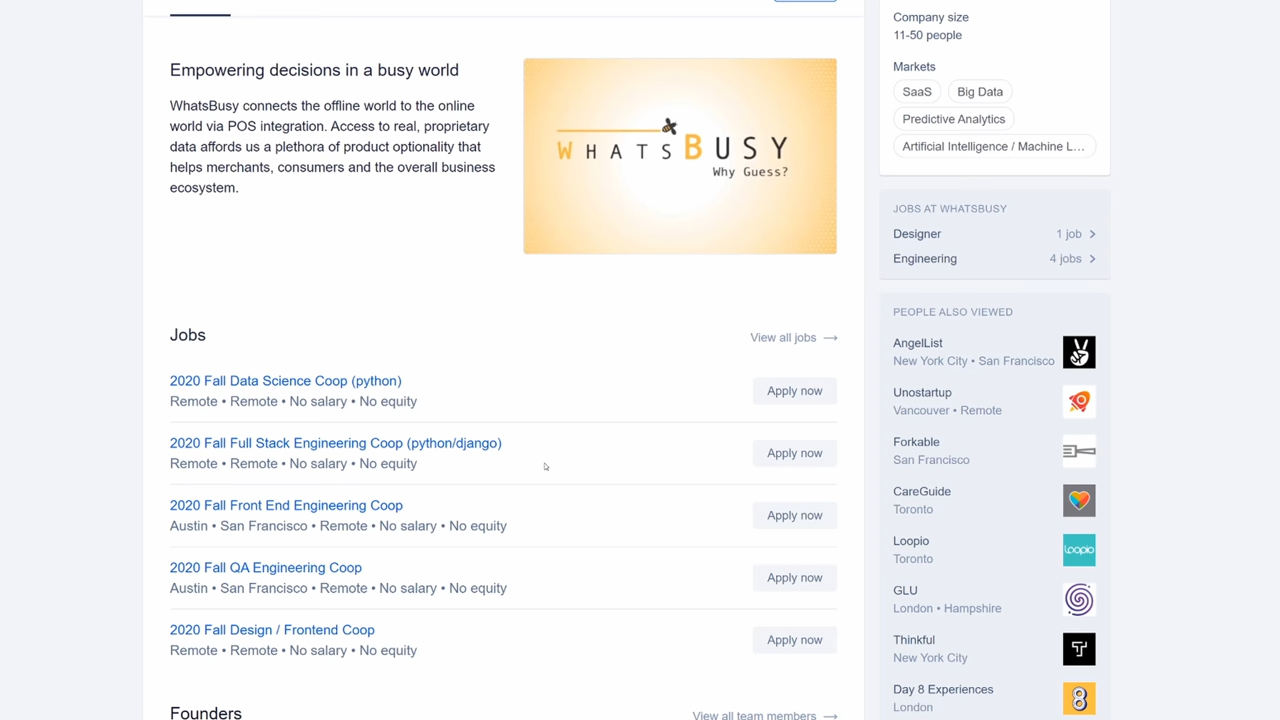 Empowering decisions in a busy world
WhatsBusy connects the offline world to the online
world via POS integration. Access to real, proprietary
data affords us a plethora of product optionality that
helps merchants, consumers and the overall business
ecosystem.
WHATSBUSY
Why Guess?
Jobs
View all jobs →
2020 Fall Data Science Coop (python)
Remote • Remote • No salary • No equity
Apply now
2020 Fall Full Stack Engineering Coop (python/django)
Remote • Remote • No salary • No equity
Apply now
2020 Fall Front End Engineering Coop
Austin • San Francisco • Remote • No salary • No equity
Apply now
2020 Fall QA Engineering Coop
Austin • San Francisco • Remote • No salary • No equity
Apply now
2020 Fall Design / Frontend Coop
Remote • Remote • No salary • No equity
Apply now
Founders
View all team members →
Company size
11-50 people
Markets
SaaS
Big Data
Predictive Analytics
Artificial Intelligence / Machine L...
JOBS AT WHATSBUSY
Designer 1 job >
Engineering 4 jobs >
PEOPLE ALSO VIEWED
AngelList
New York City • San Francisco
Unostartup
Vancouver • Remote
Forkable
San Francisco
CareGuide
Toronto
Loopio
Toronto
loopio
GLU
London • Hampshire
Thinkful
New York City
T
Day 8 Experiences
London
8